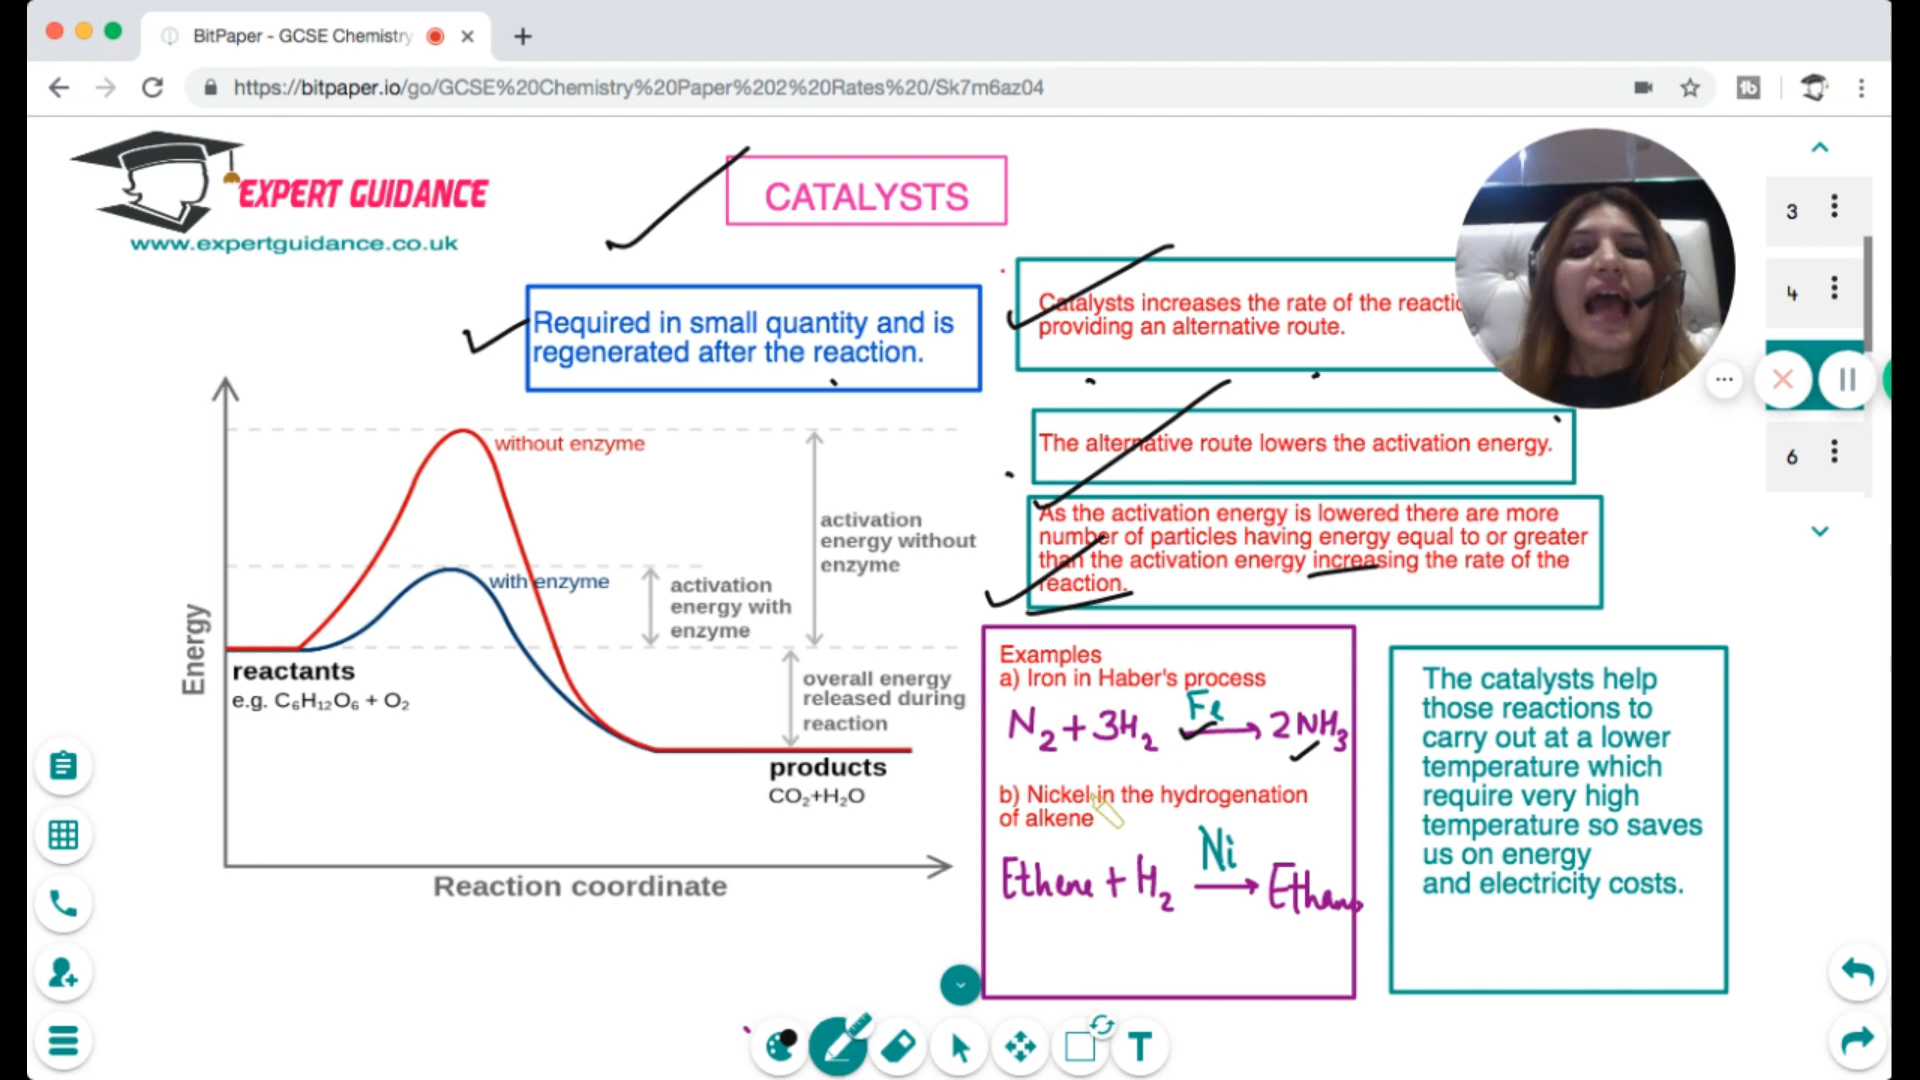 BitPaper - GCSE Chemistry
https://bitpaper.io/go/GCSE%20Chemistry%20Paper%202%20Rates%20/Sk7m6az04
EXPERT GUIDANCE
www.expertguidance.co.uk
CATALYSTS
Required in small quantity and is
regenerated after the reaction.
Catalysts increases the rate of the
providing an alternative route.
The alternative route lowers the activation energy.
As the activation energy is lowered there are more
number of particles having energy equal to or greater
than the activation energy increasing the rate of the
reaction.
without enzyme
with enzyme
activation
energy without
enzyme
activation
energy with
enzyme
overall energy
released during
reaction
Energy
reactants
e.g. C₆H₁₂O₆ + O₂
products
CO₂+H₂O
Reaction coordinate
Examples
a) Iron in Haber's process
Fe
N₂ + 3H₂ → 2NH₃
b) Nickel in the hydrogenation
of alkene
Ni
Ethene + H₂ →
The catalysts help
those reactions to
carry out at a lower
temperature which
require very high
temperature so saves
us on energy
and electricity costs.
3
4
6
T